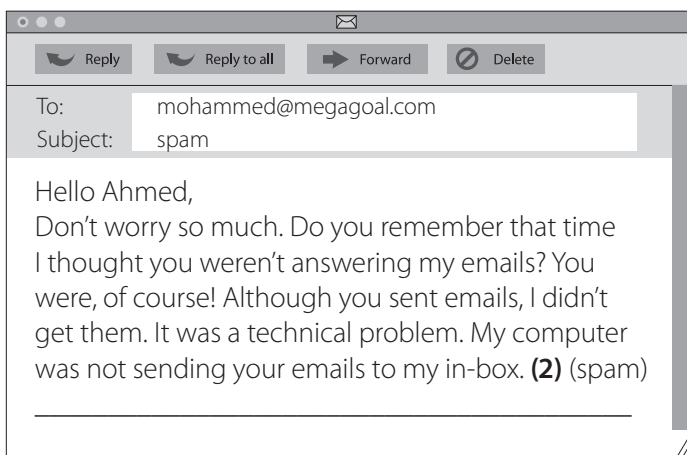 Reply Reply to all Forward Delete
To: mohammed@megagoal.com
Subject: spam
Hello Ahmed,
Don't worry so much. Do you remember that time
I thought you weren't answering my emails? You
were, of course! Although you sent emails, I didn't
get them. It was a technical problem. My computer
was not sending your emails to my in-box. (2) (spam)